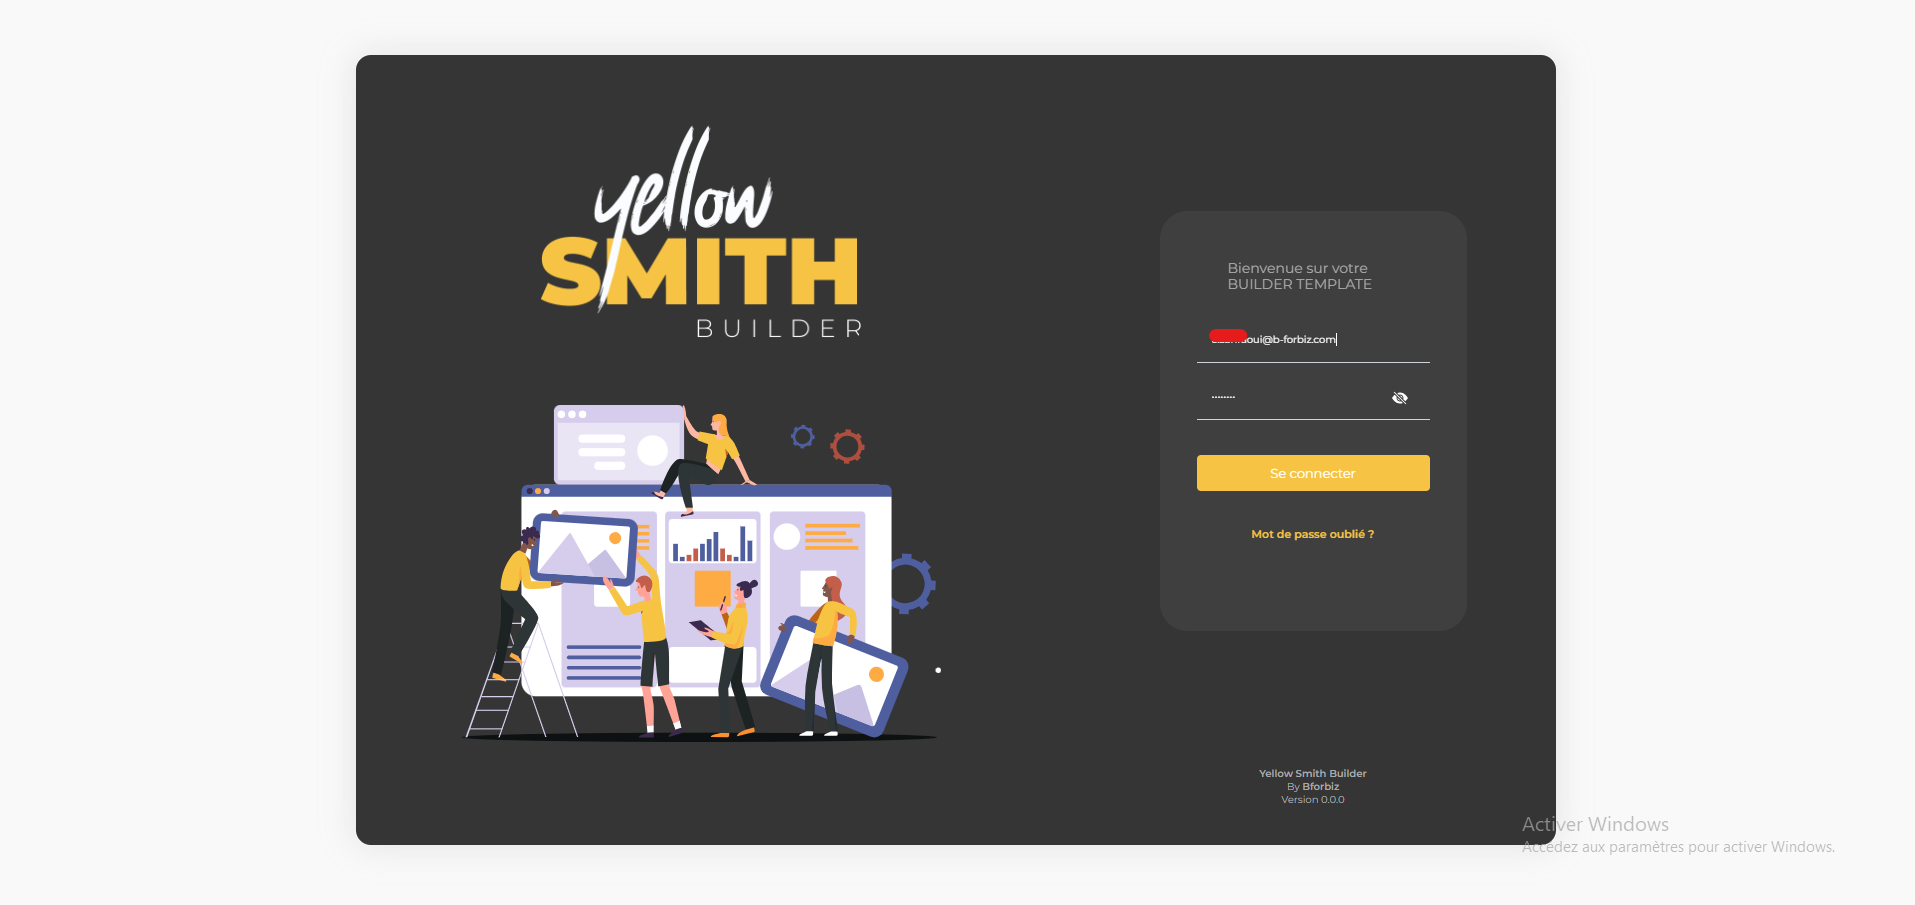 yellow
SMITH
BUILDER
Bienvenue sur votre
BUILDER TEMPLATE
oui@b-forbiz.com
Se connecter
Mot de passe oublié ?
Yellow Smith Builder
By Bforbiz
Version 0.0.0
Activer Windows
Accédez aux paramètres pour activer Windows.